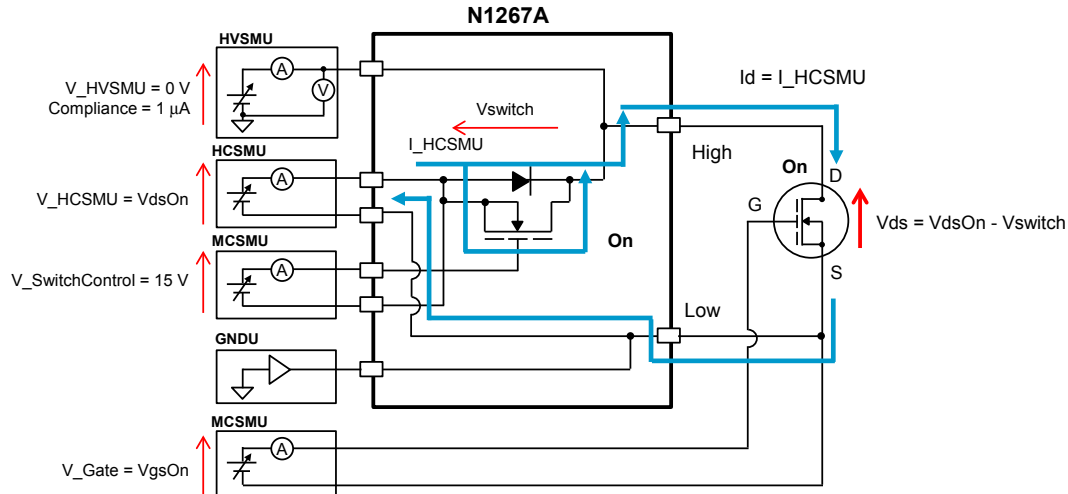 N1267A
HVSMU
A
V
V_HVSMU = 0 V
Compliance = 1 μA
Id = I_HCSMU
Vswitch
I_HCSMU
High
HCSMU
A
V_HCSMU = VdsOn
On
D
G
Vds = VdsOn - Vswitch
On
MCSMU
A
V_SwitchControl = 15 V
S
Low
GNDU
MCSMU
A
V_Gate = VgsOn